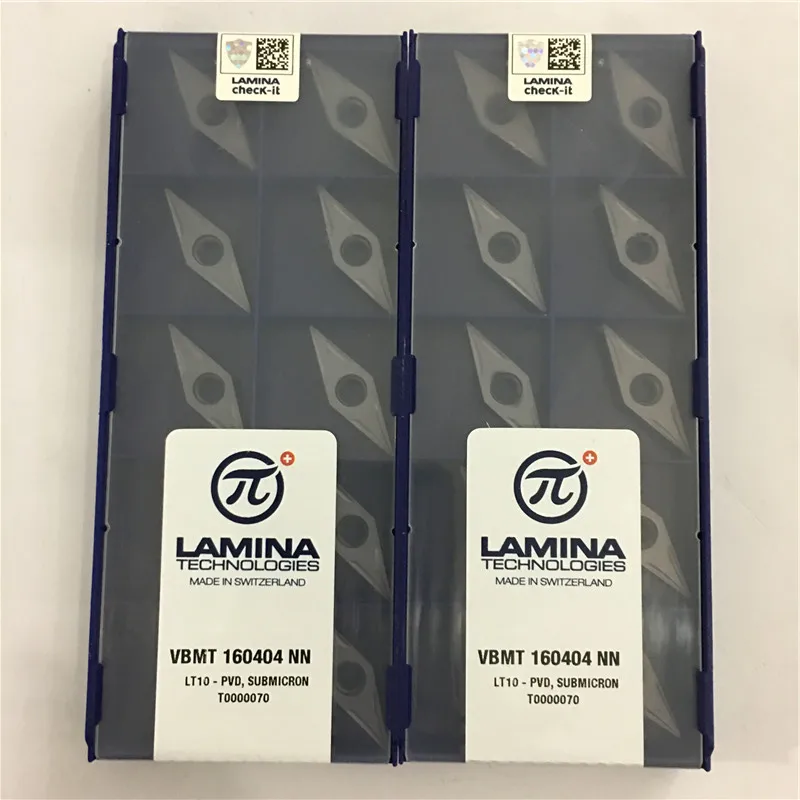 LAMINA
check-it
LAMINA
check-it
π
LAMINA
TECHNOLOGIES
MADE IN SWITZERLAND
VBMT 160404 NN
LT10 - PVD, SUBMICRON
T0000070
π
LAMINA
TECHNOLOGIES
MADE IN SWITZERLAND
VBMT 160404 NN
LT10 - PVD, SUBMICRON
T0000070